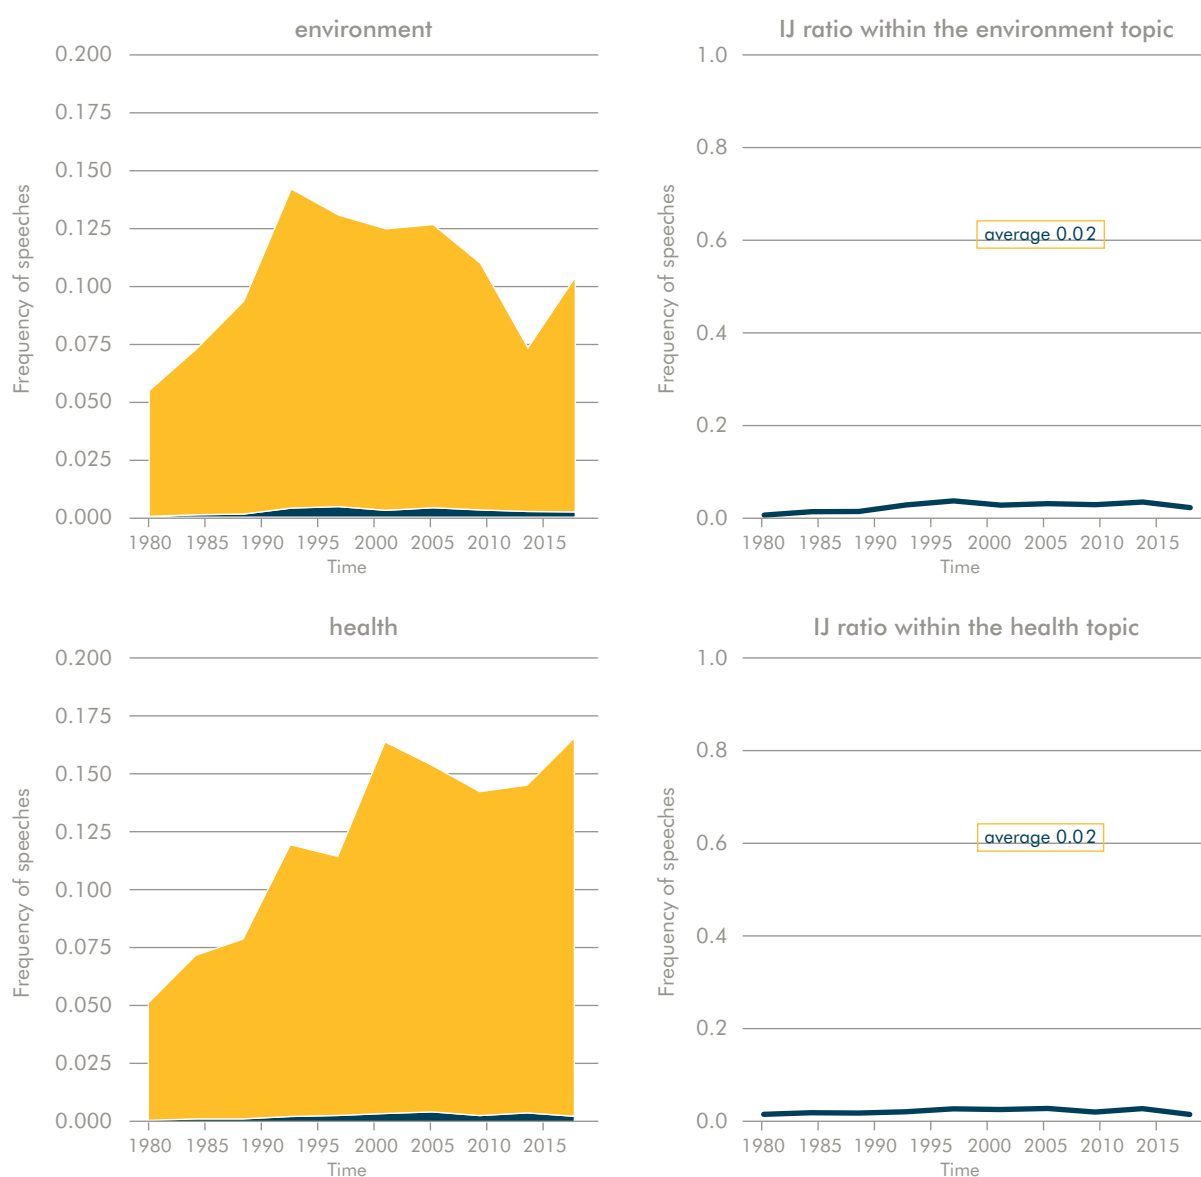 environment
0.200
0.175
0.150
0.125
0.100
0.075
0.050
0.025
0.000
Frequency of speeches
1980 1985 1990 1995 2000 2005 2010 2015
Time
IJ ratio within the environment topic
1.0
0.8
0.6
0.4
0.2
0.0
Frequency of speeches
average 0.02
1980 1985 1990 1995 2000 2005 2010 2015
Time
health
0.200
0.175
0.150
0.125
0.100
0.075
0.050
0.025
0.000
Frequency of speeches
1980 1985 1990 1995 2000 2005 2010 2015
Time
IJ ratio within the health topic
1.0
0.8
0.6
0.4
0.2
0.0
Frequency of speeches
average 0.02
1980 1985 1990 1995 2000 2005 2010 2015
Time